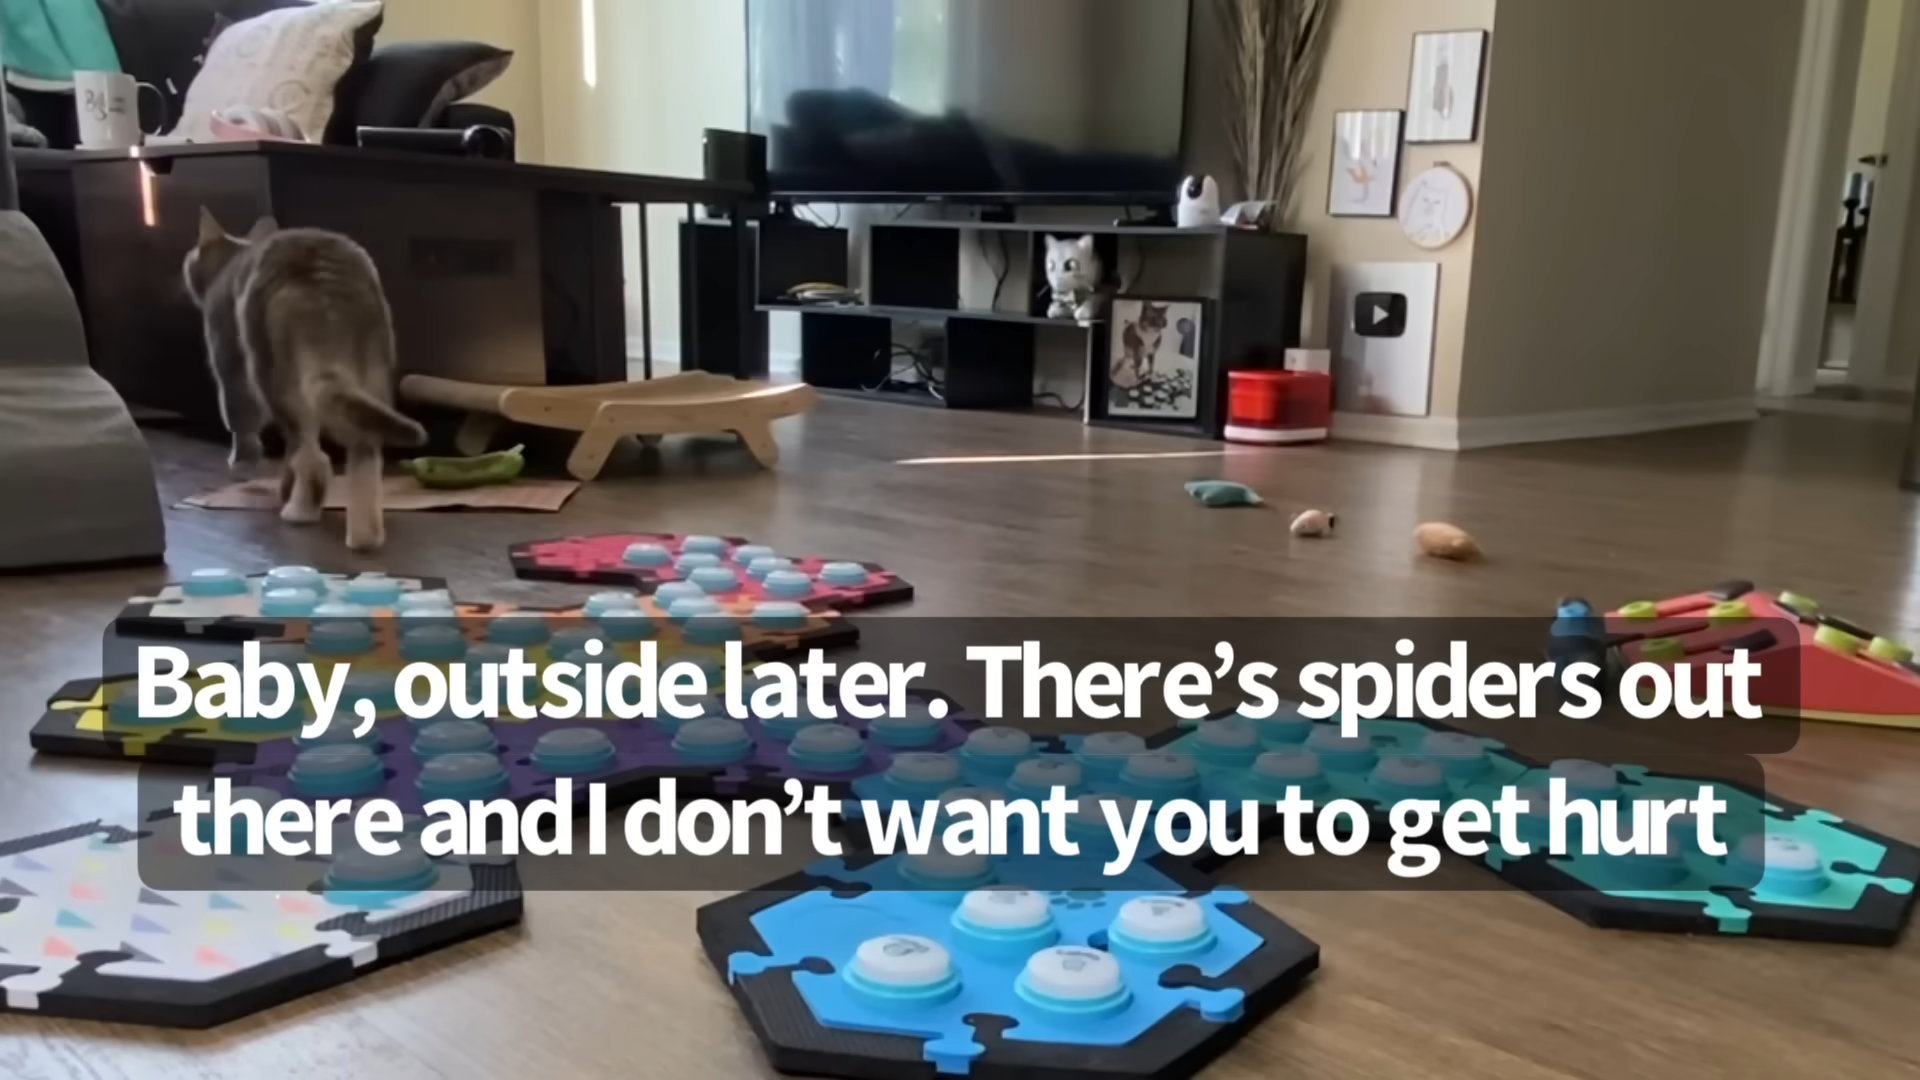 Baby, outside later. There's spiders out
there and I don't want you to get hurt